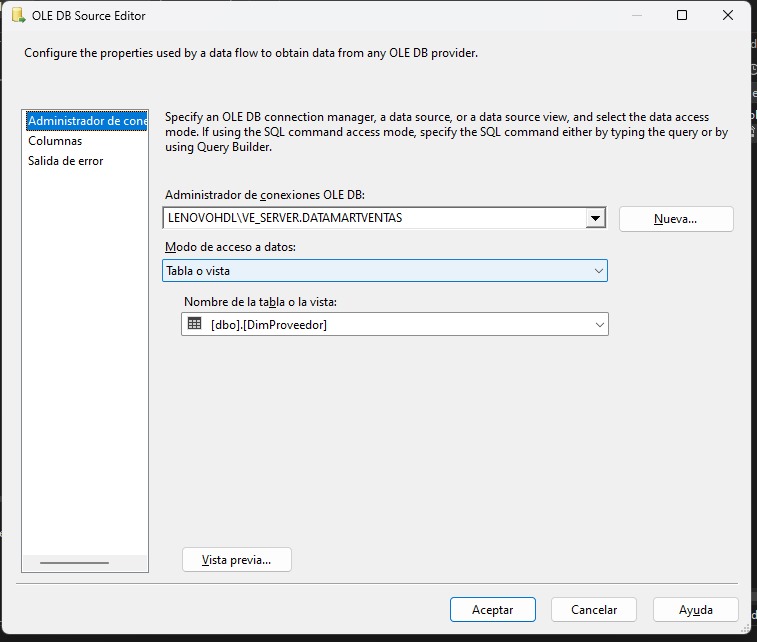 OLE DB Source Editor
Configure the properties used by a data flow to obtain data from any OLE DB provider.
Administrador de cone
Columnas
Salida de error
Specify an OLE DB connection manager, a data source, or a data source view, and select the data access
mode. If using the SQL command access mode, specify the SQL command either by typing the query or by
using Query Builder.
Administrador de conexiones OLE DB:
LENOVOHDL\VE_SERVER.DATAMARTVENTAS
Nueva...
Modo de acceso a datos:
Tabla o vista
Nombre de la tabla o la vista:
[dbo].[DimProveedor]
Vista previa...
Aceptar
Cancelar
Ayuda